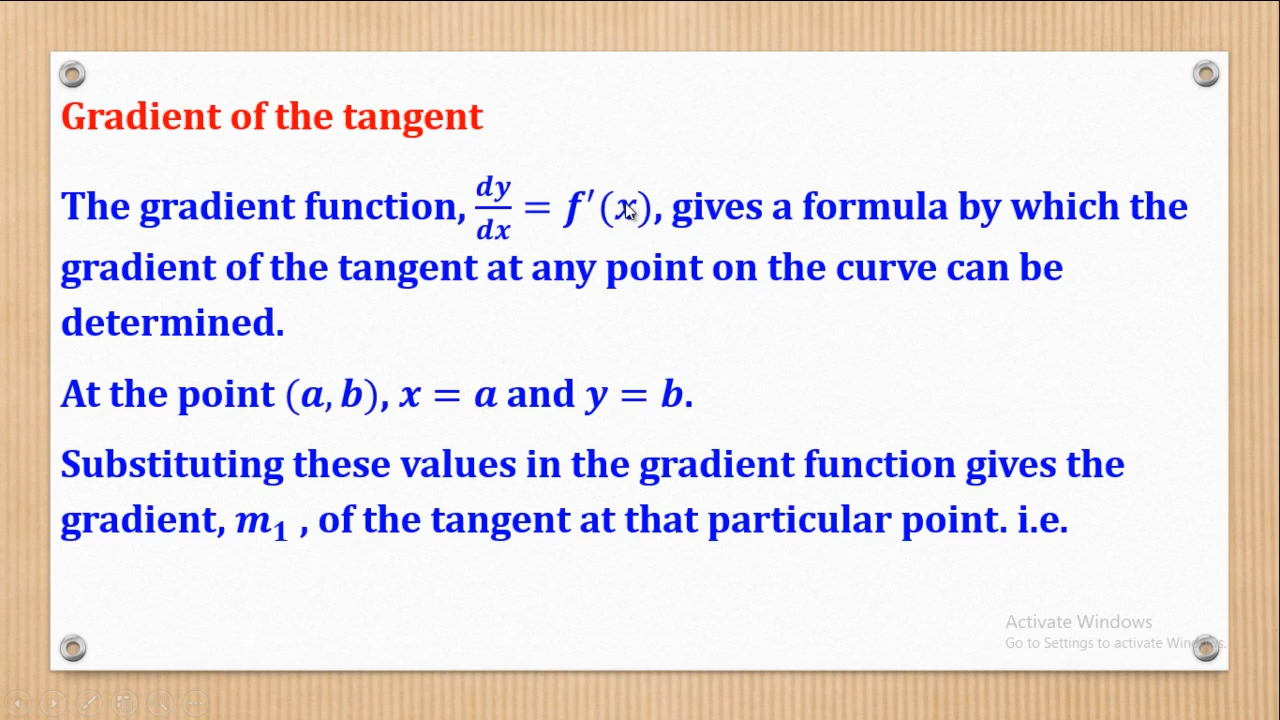 Gradient of the tangent
The gradient function, dy/dx = f′(x), gives a formula by which the
gradient of the tangent at any point on the curve can be
determined.
At the point (a, b), x = a and y = b.
Substituting these values in the gradient function gives the
gradient, m₁ , of the tangent at that particular point. i.e.
Activate Windows
Go to Settings to activate Windows.